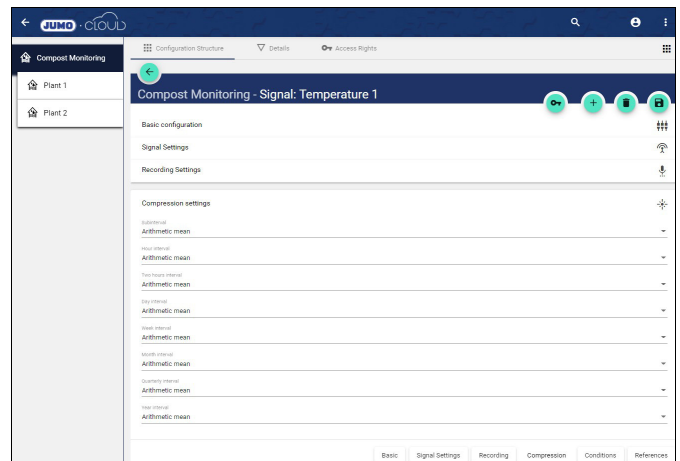 JUMO · CLOUD
Compost Monitoring
Plant 1
Plant 2
Configuration Structure Details Access Rights
Compost Monitoring - Signal: Temperature 1
Basic configuration
Signal Settings
Recording Settings
Compression settings
Subinterval
Arithmetic mean
Hour interval
Arithmetic mean
Two hours interval
Arithmetic mean
Day interval
Arithmetic mean
Week interval
Arithmetic mean
Month interval
Arithmetic mean
Quarterly interval
Arithmetic mean
Year interval
Arithmetic mean
Basic Signal Settings Recording Compression Conditions References